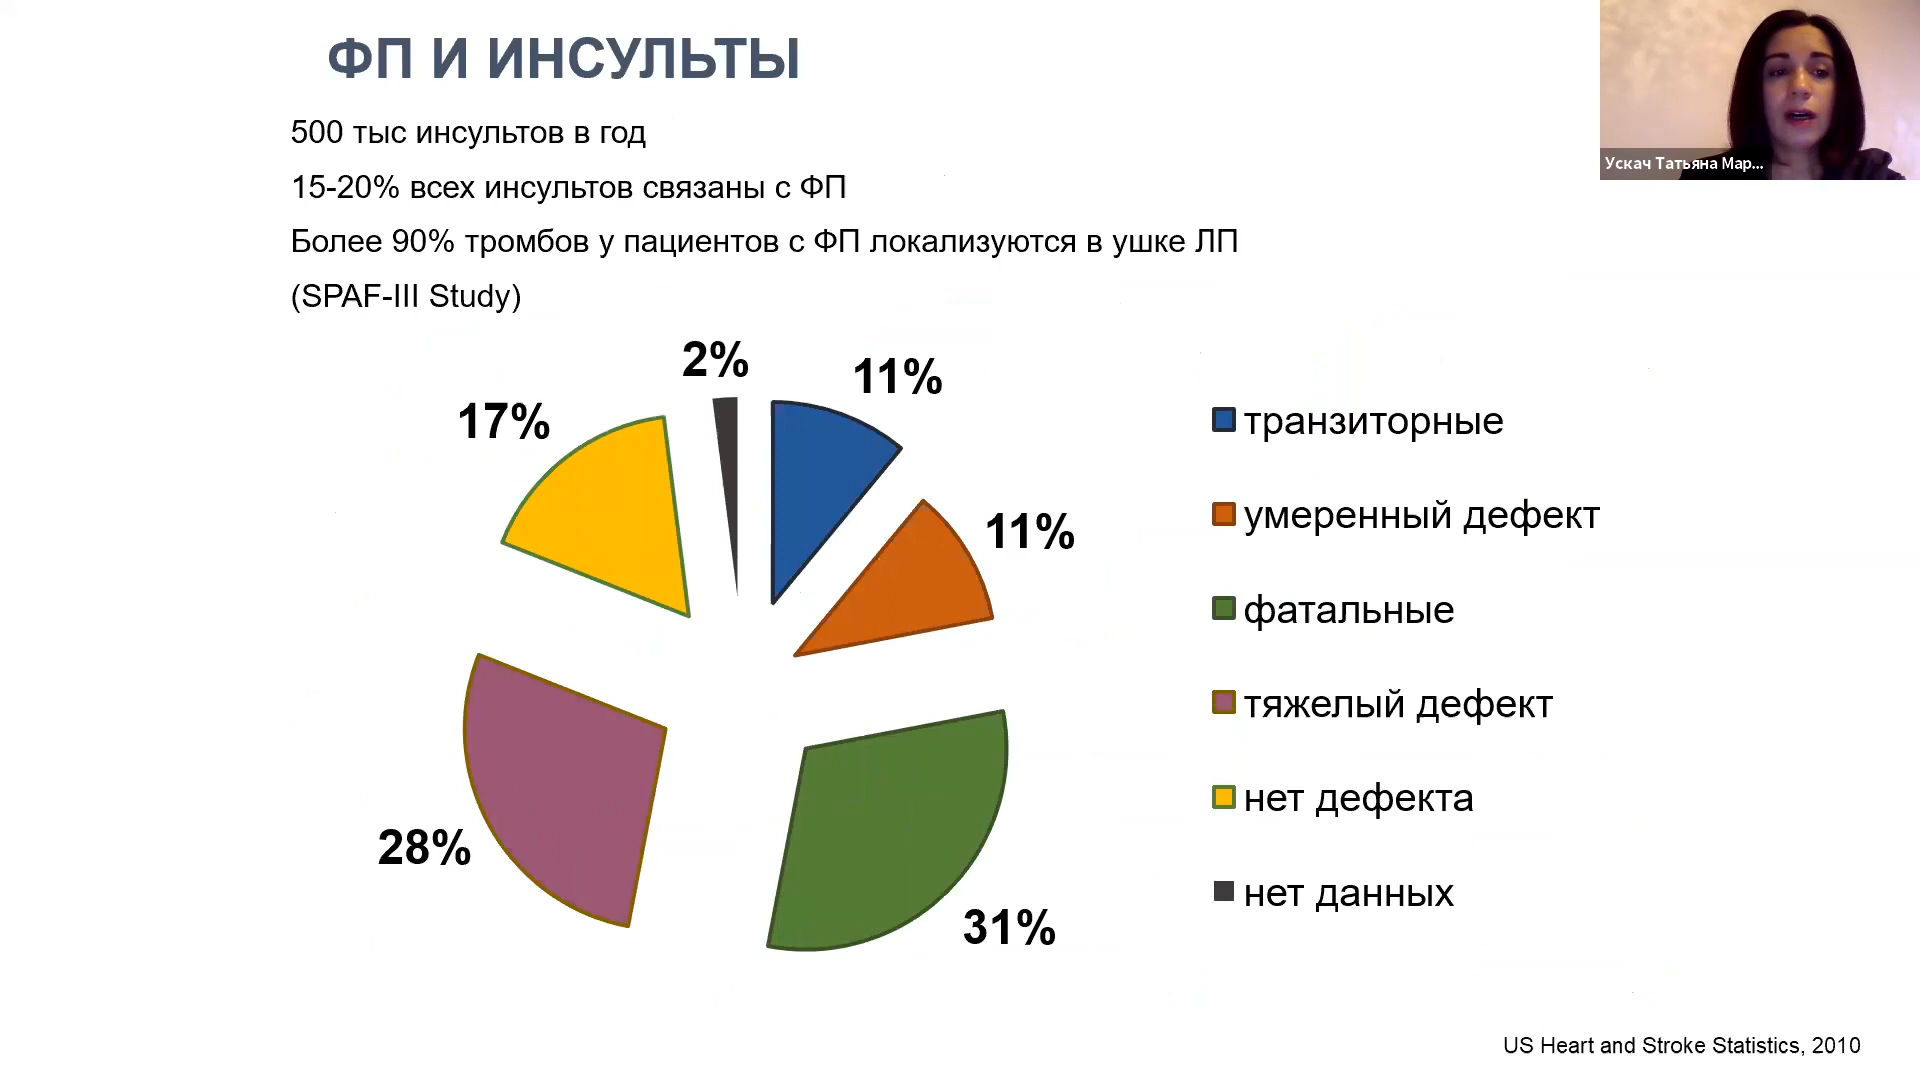 ФП И ИНСУЛЬТЫ
500 тыс инсультов в год
15-20% всех инсультов связаны с ФП
Более 90% тромбов у пациентов с ФП локализуются в ушке ЛП
(SPAF-III Study)
Ускач Татьяна Мар...
2%
11%
17%
11%
28%
31%
транзиторные
умеренный дефект
фатальные
тяжелый дефект
нет дефекта
нет данных
US Heart and Stroke Statistics, 2010